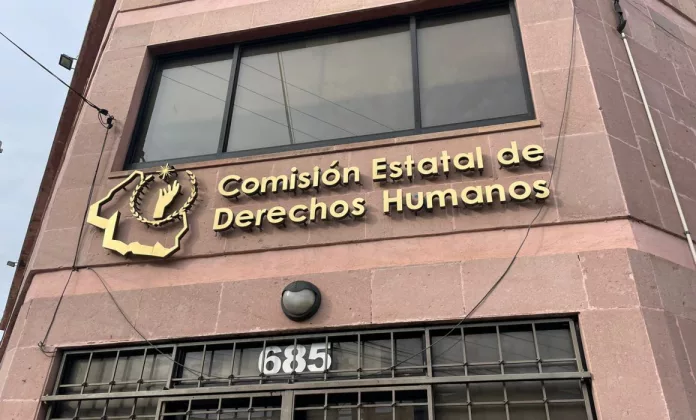 Comisión Estatal de
Derechos Humanos
685